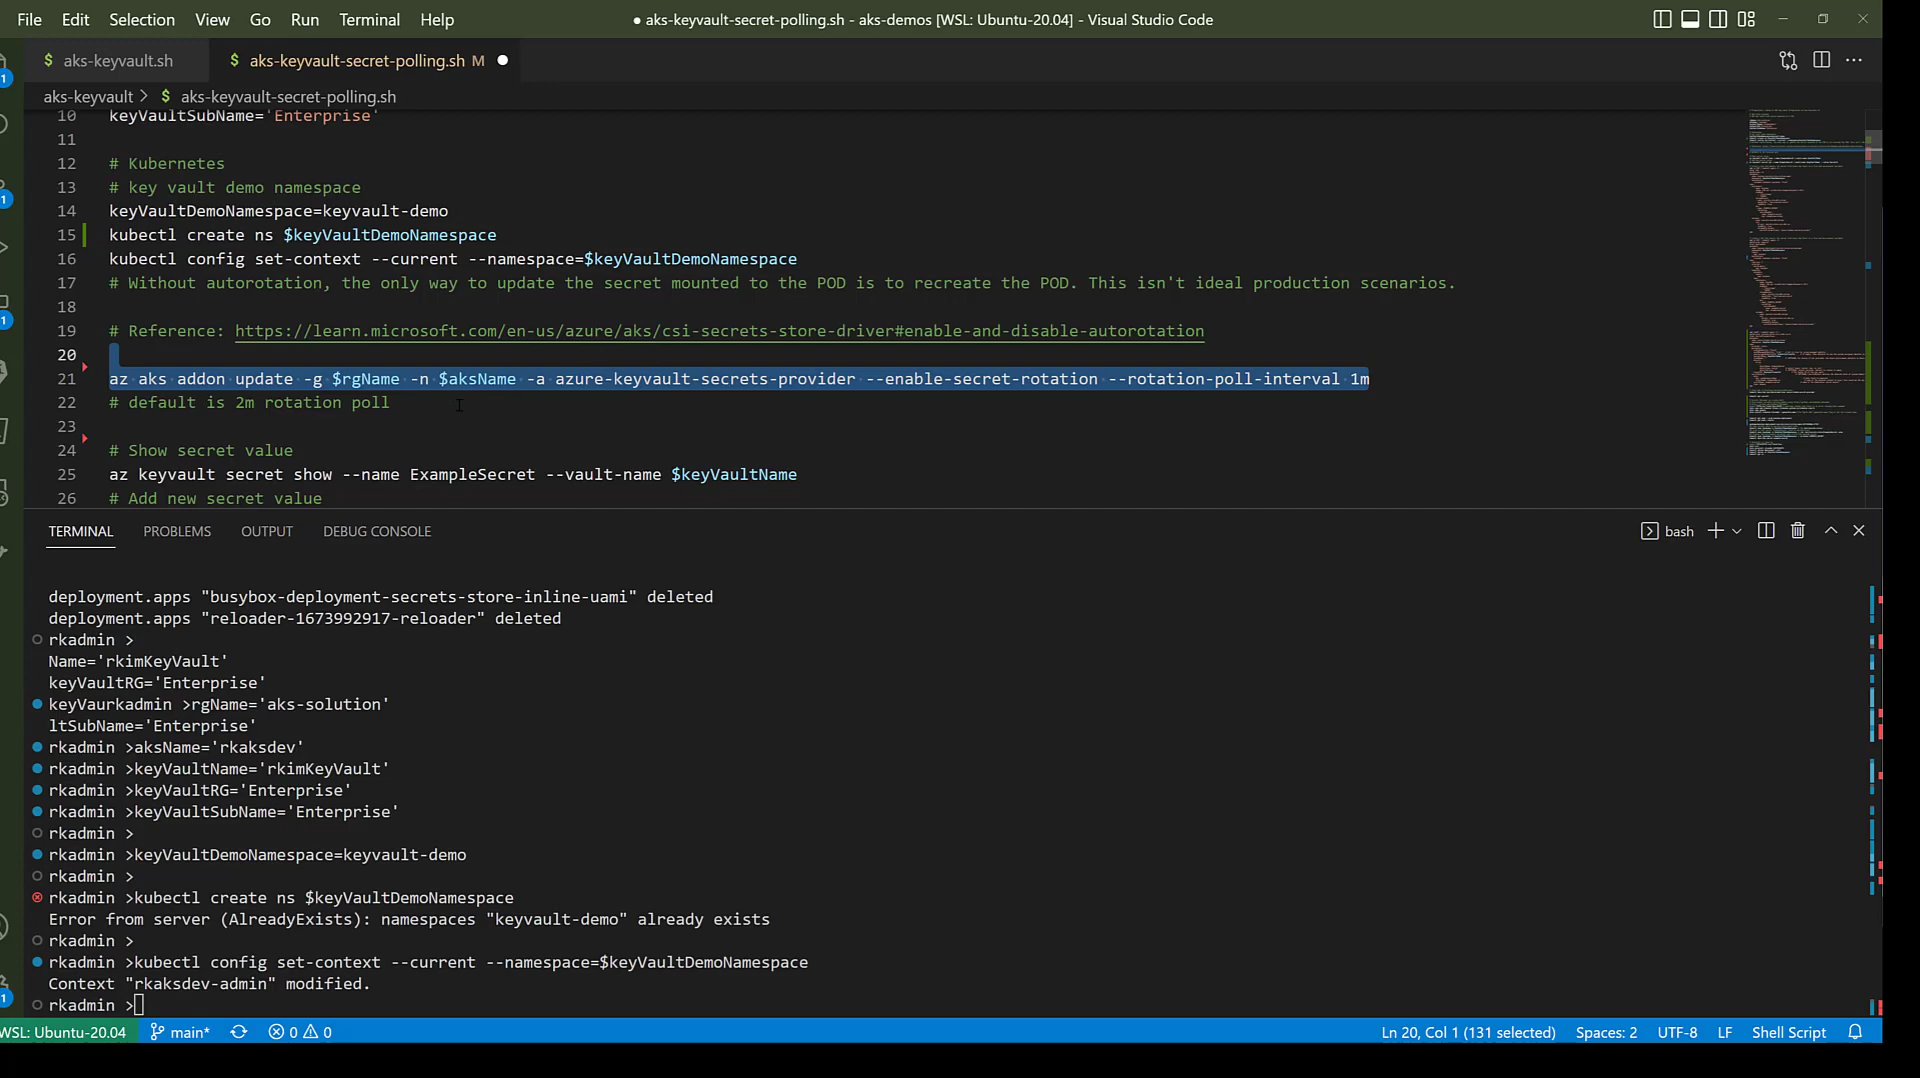 File Edit Selection View Go Run Terminal Help
● aks-keyvault-secret-polling.sh - aks-demos [WSL: Ubuntu-20.04] - Visual Studio Code
$ aks-keyvault.sh
$ aks-keyvault-secret-polling.sh M
aks-keyvault > $ aks-keyvault-secret-polling.sh
10 keyVaultSubName='Enterprise'
11
12 # Kubernetes
13 # key vault demo namespace
14 keyVaultDemoNamespace=keyvault-demo
15 kubectl create ns $keyVaultDemoNamespace
16 kubectl config set-context --current --namespace=$keyVaultDemoNamespace
17 # Without autorotation, the only way to update the secret mounted to the POD is to recreate the POD. This isn't ideal production scenarios.
18
19 # Reference: https://learn.microsoft.com/en-us/azure/aks/csi-secrets-store-driver#enable-and-disable-autorotation
20
21 az aks addon update -g $rgName -n $aksName -a azure-keyvault-secrets-provider --enable-secret-rotation --rotation-poll-interval 1m
22 # default is 2m rotation poll
23
24 # Show secret value
25 az keyvault secret show --name ExampleSecret --vault-name $keyVaultName
26 # Add new secret value
TERMINAL PROBLEMS OUTPUT DEBUG CONSOLE
bash
deployment.apps "busybox-deployment-secrets-store-inline-uami" deleted
deployment.apps "reloader-1673992917-reloader" deleted
rkadmin >
Name='rkimKeyVault'
keyVaultRG='Enterprise'
keyVaurkadmin >rgName='aks-solution'
ltSubName='Enterprise'
rkadmin >aksName='rkaksdev'
rkadmin >keyVaultName='rkimKeyVault'
rkadmin >keyVaultRG='Enterprise'
rkadmin >keyVaultSubName='Enterprise'
rkadmin >
rkadmin >keyVaultDemoNamespace=keyvault-demo
rkadmin >
rkadmin >kubectl create ns $keyVaultDemoNamespace
Error from server (AlreadyExists): namespaces "keyvault-demo" already exists
rkadmin >
rkadmin >kubectl config set-context --current --namespace=$keyVaultDemoNamespace
Context "rkaksdev-admin" modified.
rkadmin >
1
1
1
1
WSL: Ubuntu-20.04 main* 0 0 Ln 20, Col 1 (131 selected) Spaces: 2 UTF-8 LF Shell Script